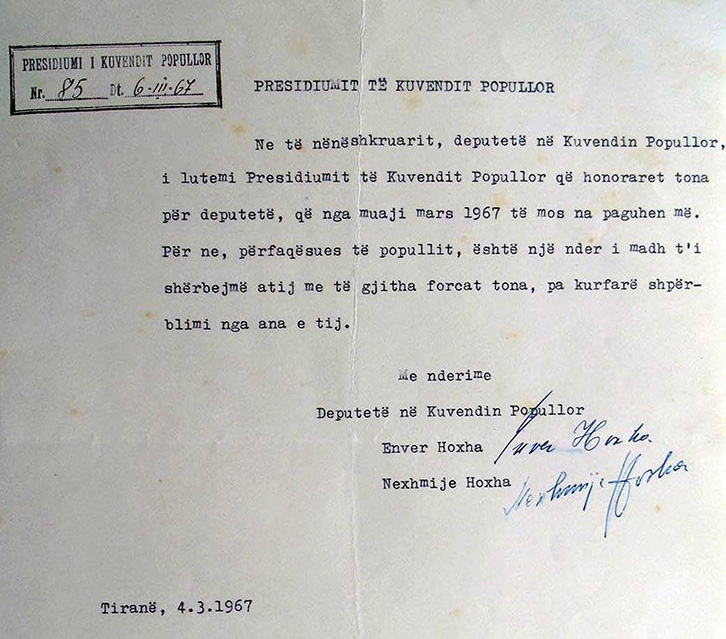 PRESIDIUMI I KUVENDIT POPULLOR
Nr. 85 Dt. 6-III-67
PRESIDIUMIT TË KUVENDIT POPULLOR
Ne të nënëshkruarit, deputetë në Kuvendin Popullor,
i lutemi Presidiumit të Kuvendit Popullor që honoraret tona
për deputetë, që nga muaji mars 1967 të mos na paguhen më.
Për ne, përfaqësues të popullit, është një nder i madh t'i
shërbejmë atij me të gjitha forcat tona, pa kurfarë shpër-
blimi nga ana e tij.
Me nderime
Deputetë në Kuvendin Popullor
Enver Hoxha Enver Hoxha
Nexhmije Hoxha Nexhmije Hoxha
Tiranë, 4.3.1967